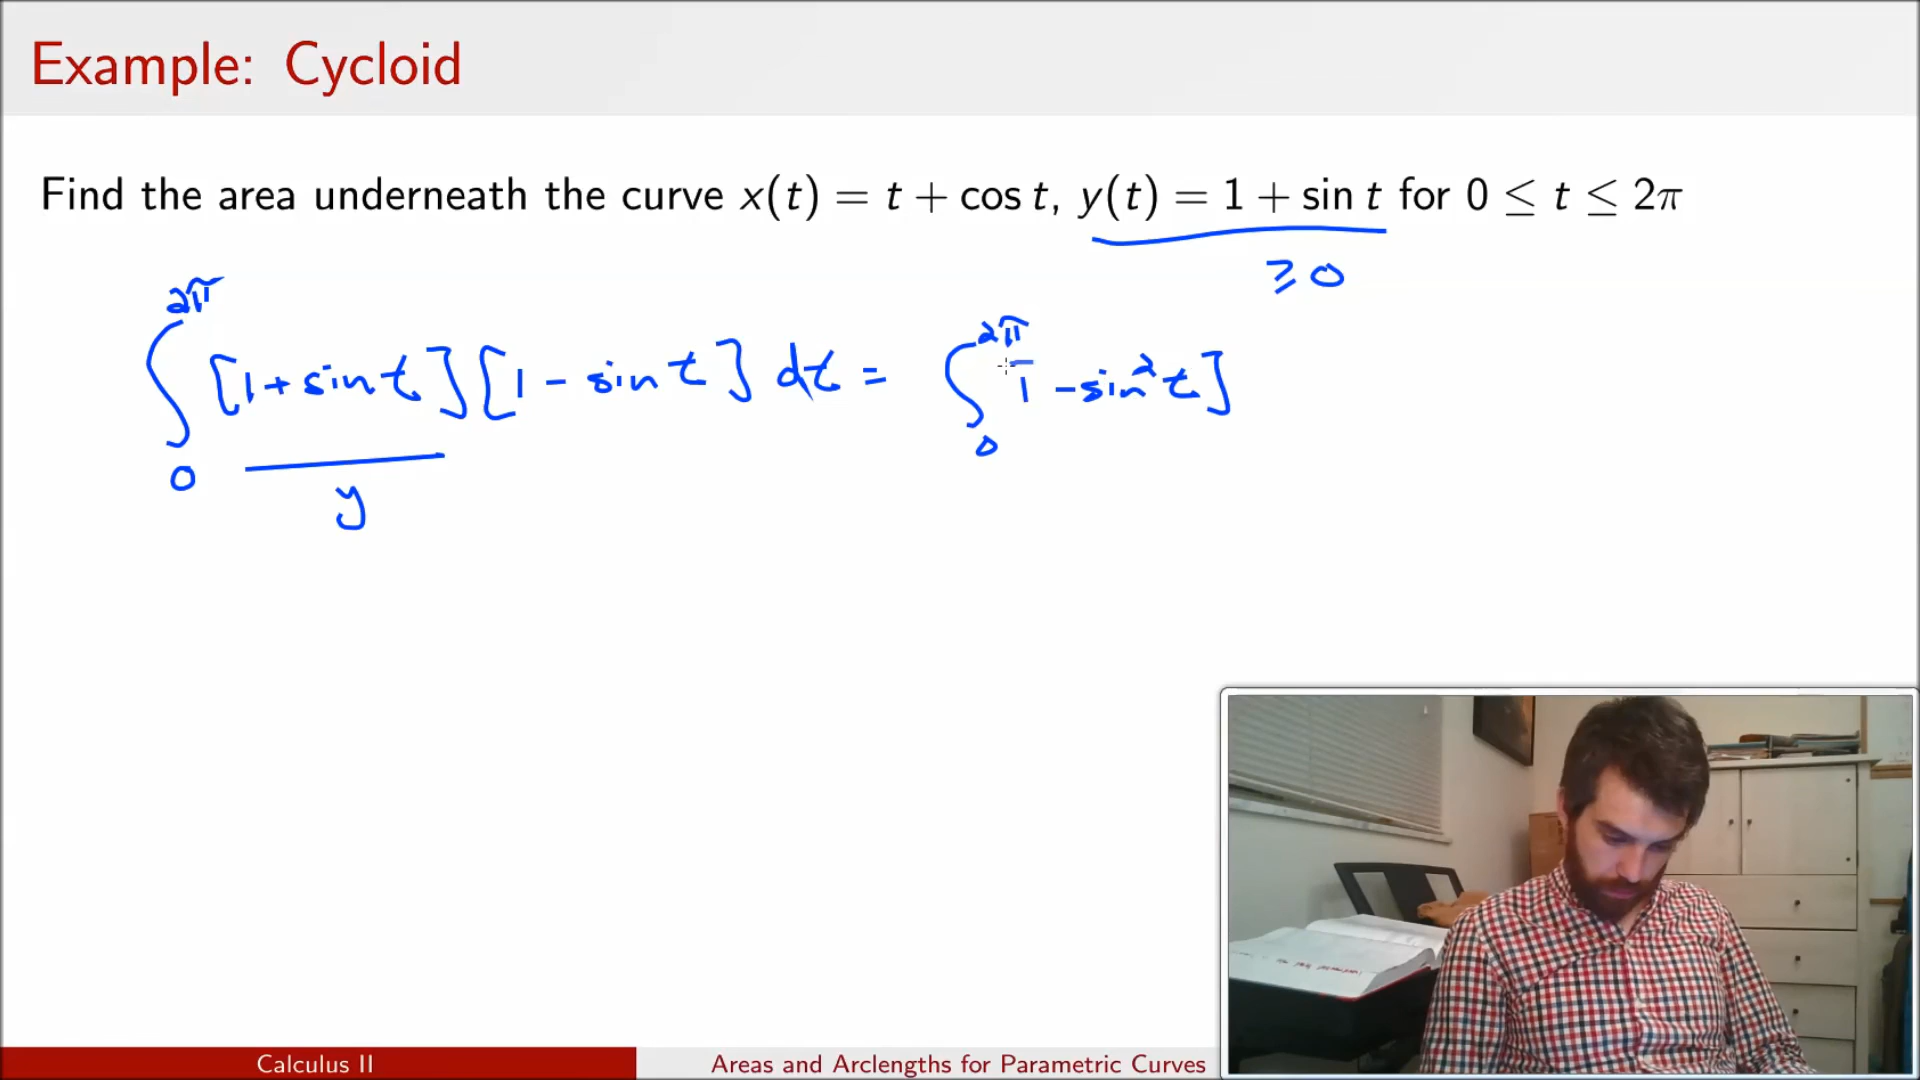 Example: Cycloid
Find the area underneath the curve x(t) = t + cos t, y(t) = 1 + sin t for 0 ≤ t ≤ 2π
≥ 0
∫₀^2π [1 + sin t][1 - sin t] dt = ∫₀^2π 1 - sin² t]
y
Calculus II
Areas and Arclengths for Parametric Curves